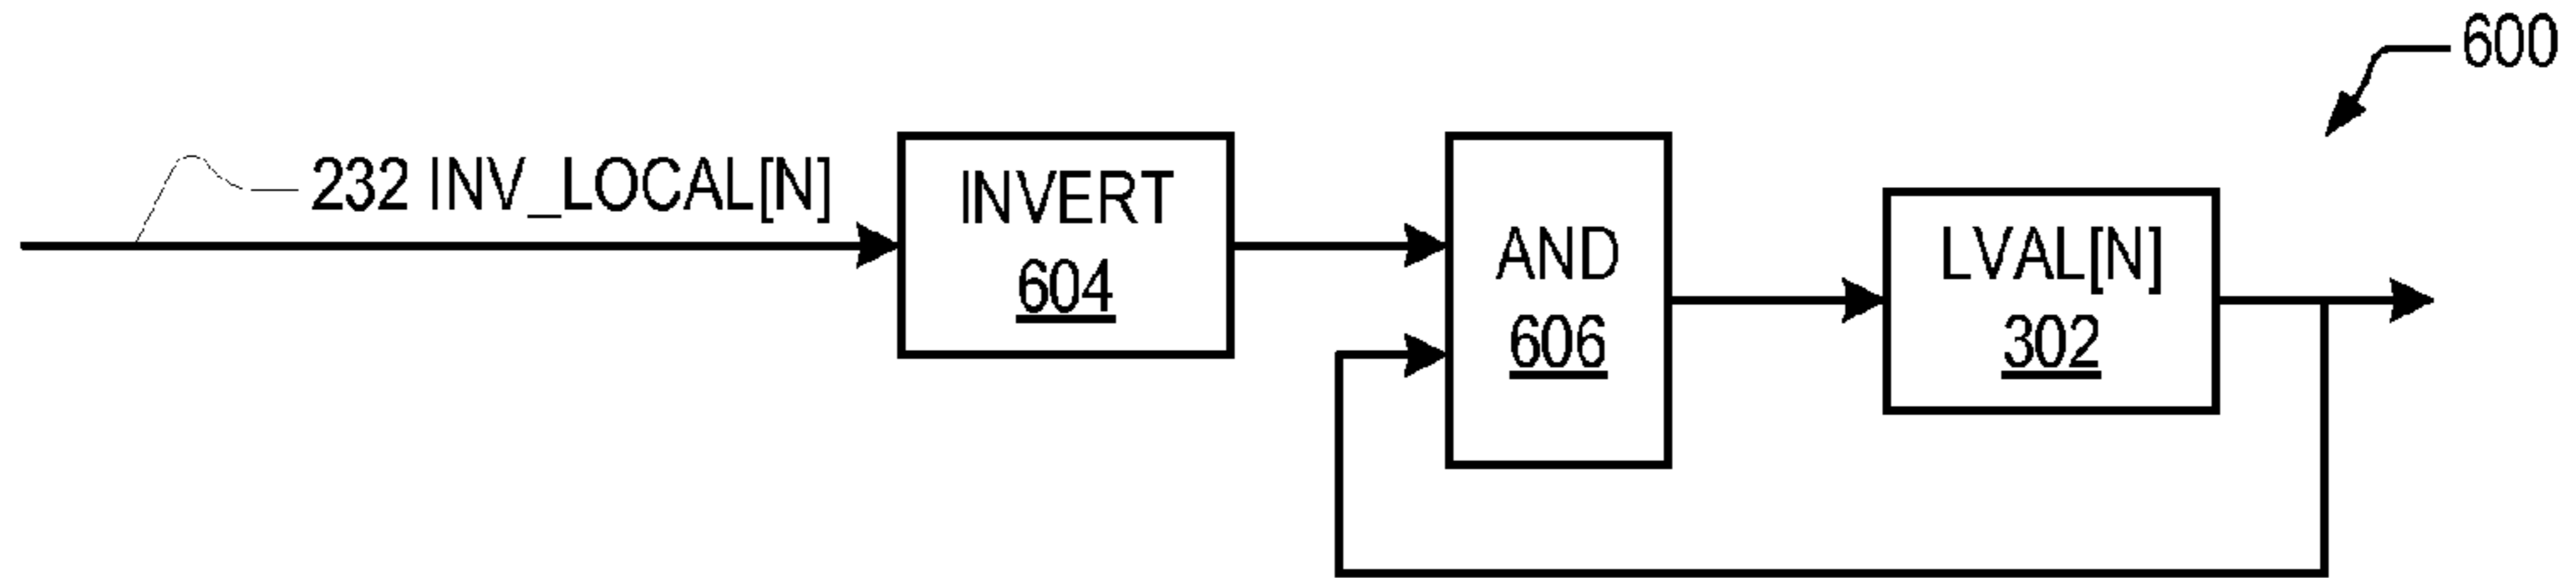 600
232 INV_LOCAL[N]
INVERT
604
AND
606
LVAL[N]
302